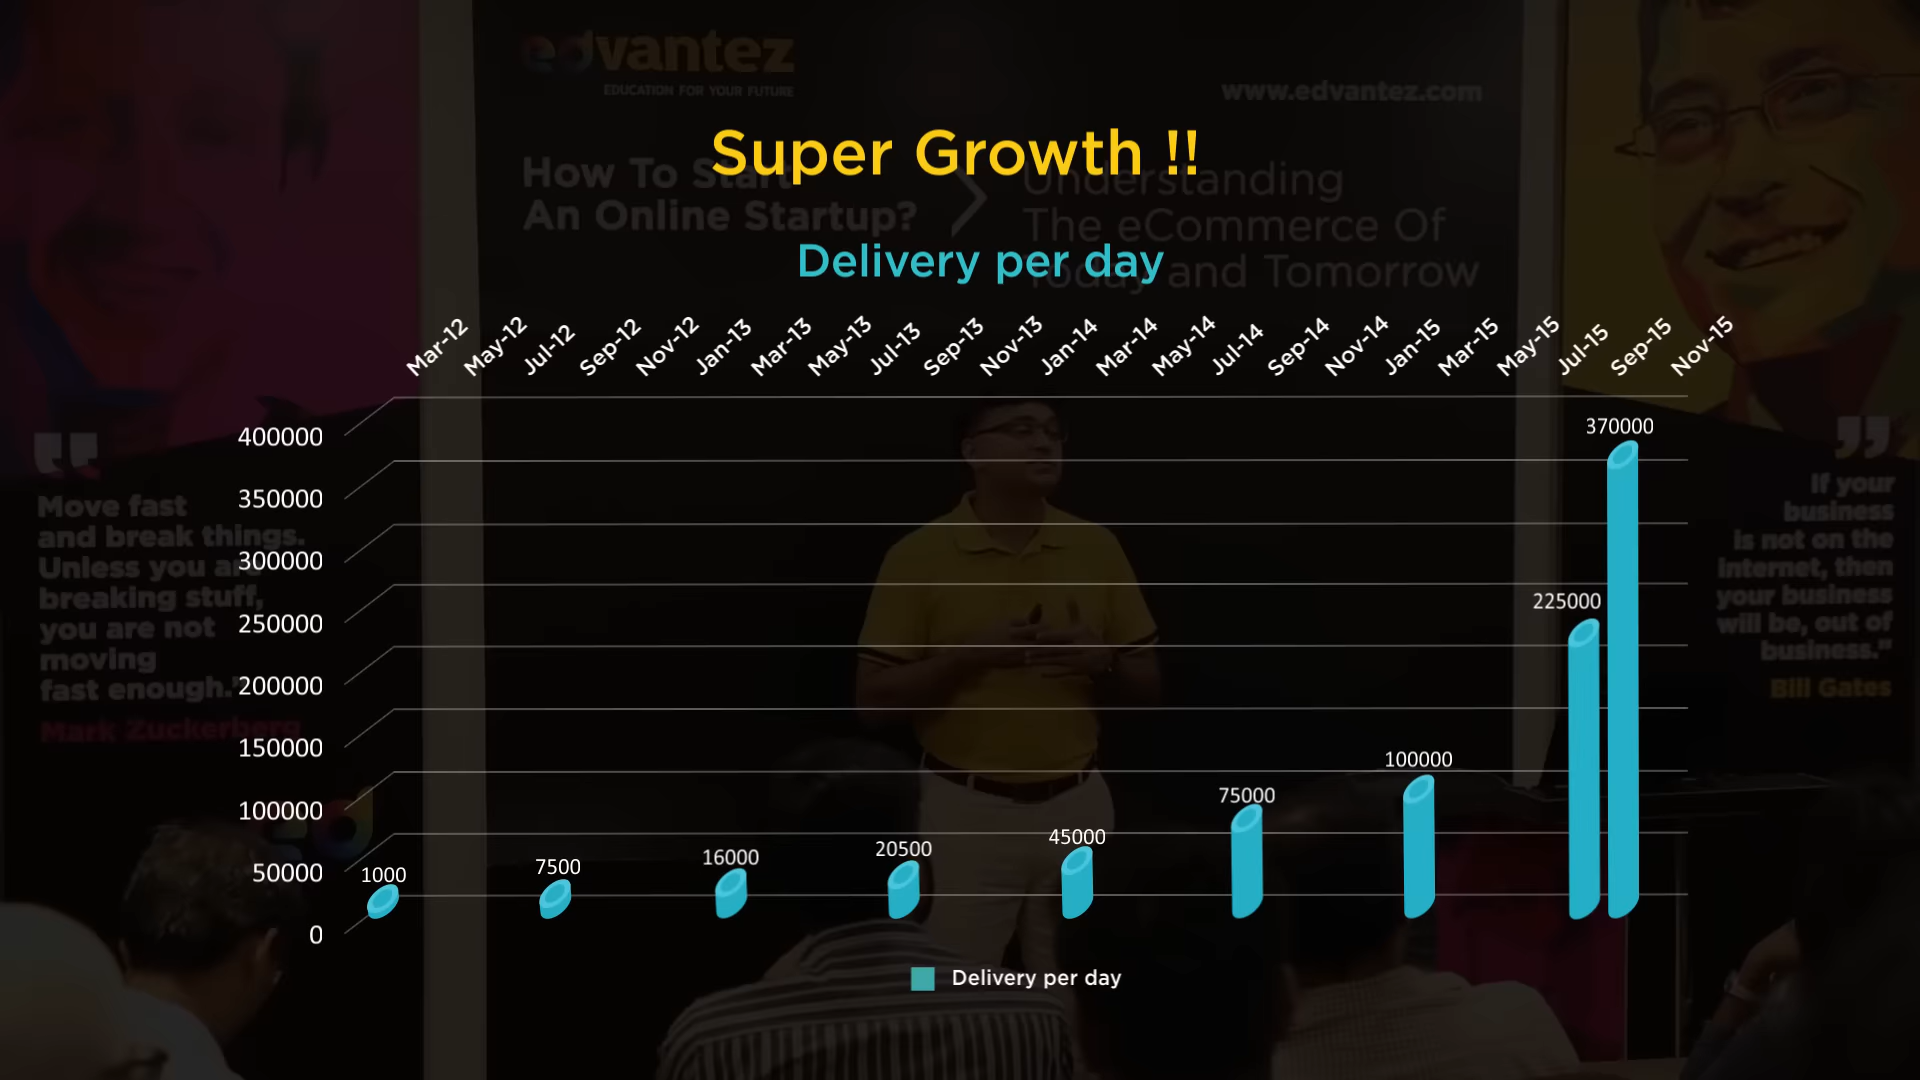 edvantez
EDUCATION FOR YOUR FUTURE
www.edvantez.com
Super Growth !!
How To Start
An Online Startup?
Understanding
The eCommerce Of
Today and Tomorrow
Delivery per day
Mar-12
May-12
Jul-12
Sep-12
Nov-12
Jan-13
Mar-13
May-13
Jul-13
Sep-13
Nov-13
Jan-14
Mar-14
May-14
Jul-14
Sep-14
Nov-14
Jan-15
Mar-15
May-15
Jul-15
Sep-15
Nov-15
400000
350000
300000
250000
200000
150000
100000
50000
0
1000
7500
16000
20500
45000
75000
100000
225000
370000
Delivery per day
Move fast
and break things.
Unless you are
breaking stuff,
you are not
moving
fast enough."
Mark Zuckerberg
If your
business
is not on the
internet, then
your business
will be, out of
business."
Bill Gates